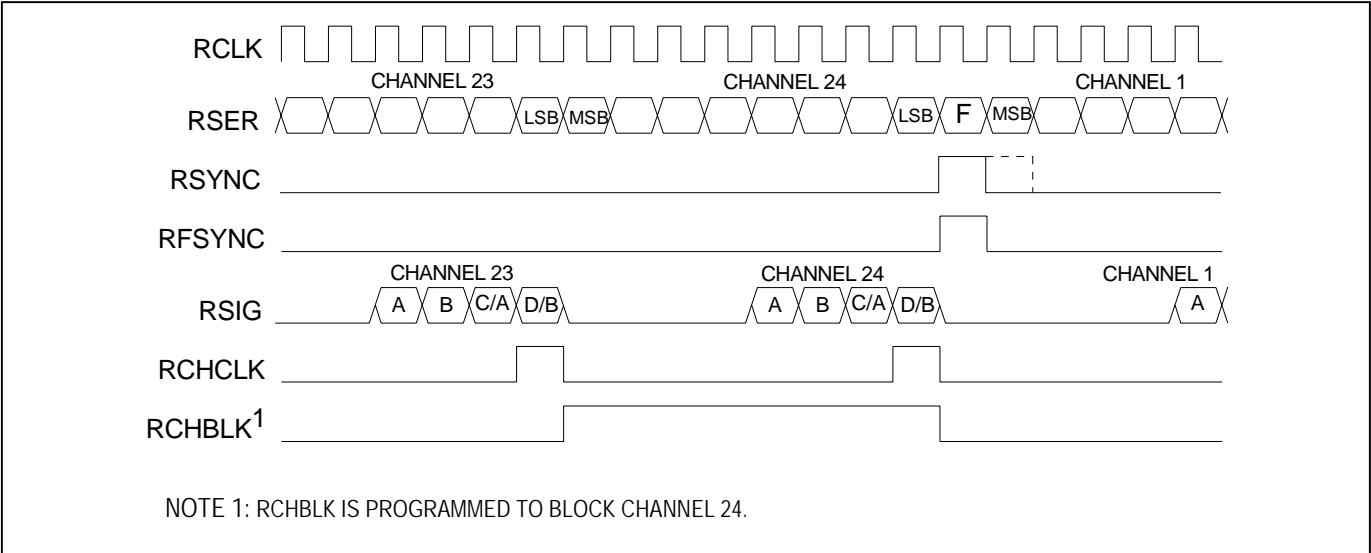 RCLK
CHANNEL 23 CHANNEL 24 CHANNEL 1
RSER LSB MSB LSB F MSB
RSYNC
RFSYNC
CHANNEL 23 CHANNEL 24 CHANNEL 1
RSIG A B C/A D/B A B C/A D/B A
RCHCLK
RCHBLK1
NOTE 1: RCHBLK IS PROGRAMMED TO BLOCK CHANNEL 24.